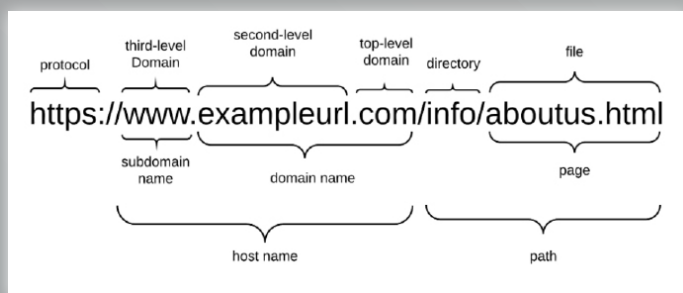 protocol
third-level
Domain
second-level
domain
top-level
domain
directory
file
https://www.exampleurl.com/info/aboutus.html
subdomain
name
domain name
page
host name
path